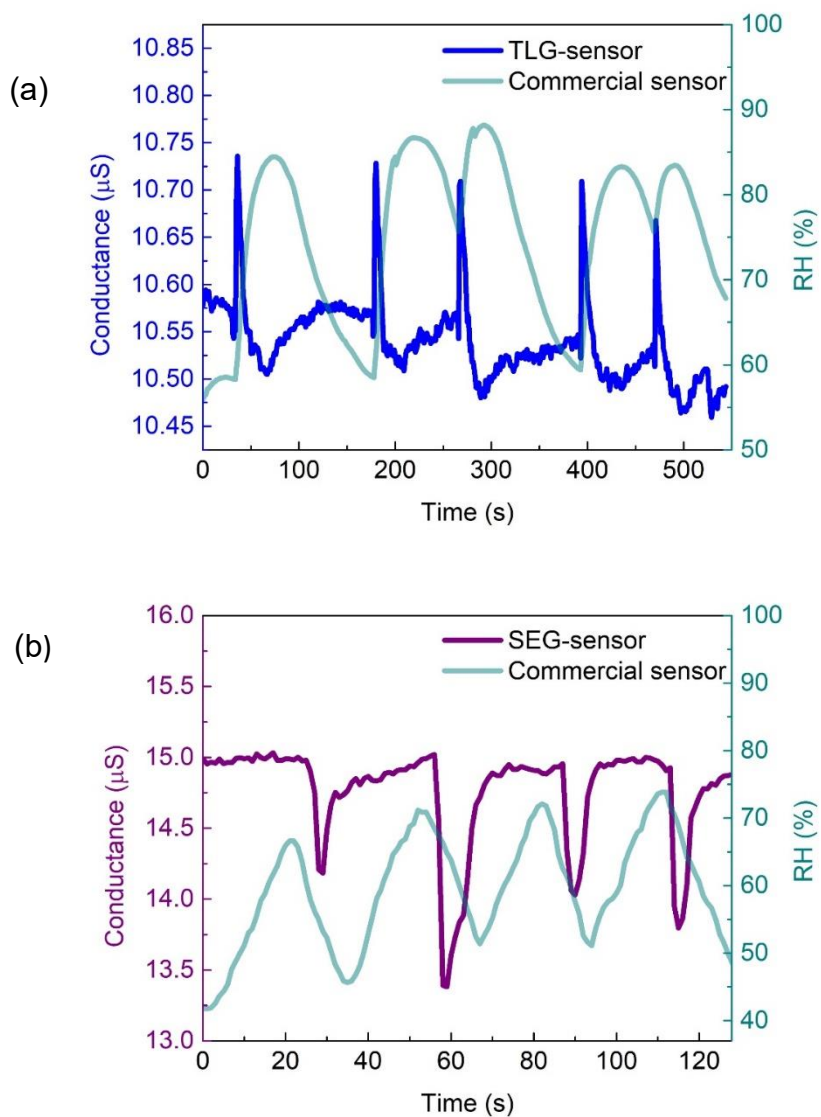 (a)
TLG-sensor
Commercial sensor
Conductance (μS)
10.85
10.80
10.75
10.70
10.65
10.60
10.55
10.50
10.45
100
90
80
70
60
50
RH (%)
0 100 200 300 400 500
Time (s)
(b)
SEG-sensor
Commercial sensor
Conductance (μS)
16.0
15.5
15.0
14.5
14.0
13.5
13.0
100
90
80
70
60
50
40
RH (%)
0 20 40 60 80 100 120
Time (s)